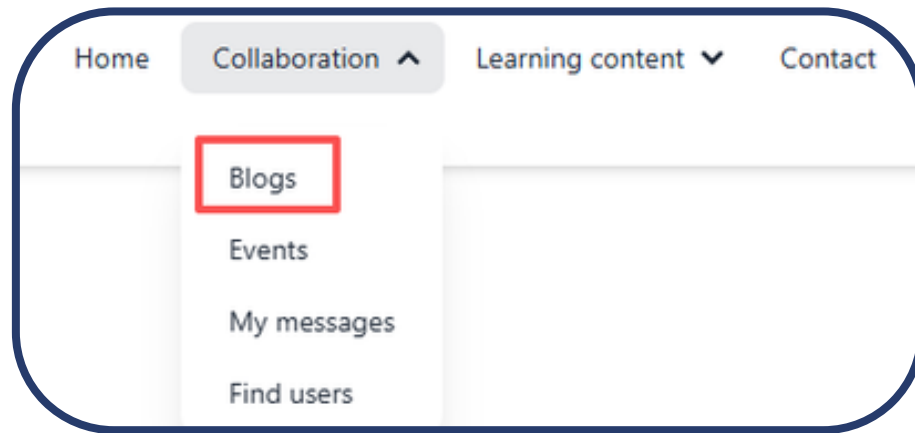 Home Collaboration Learning content Contact
Blogs
Events
My messages
Find users